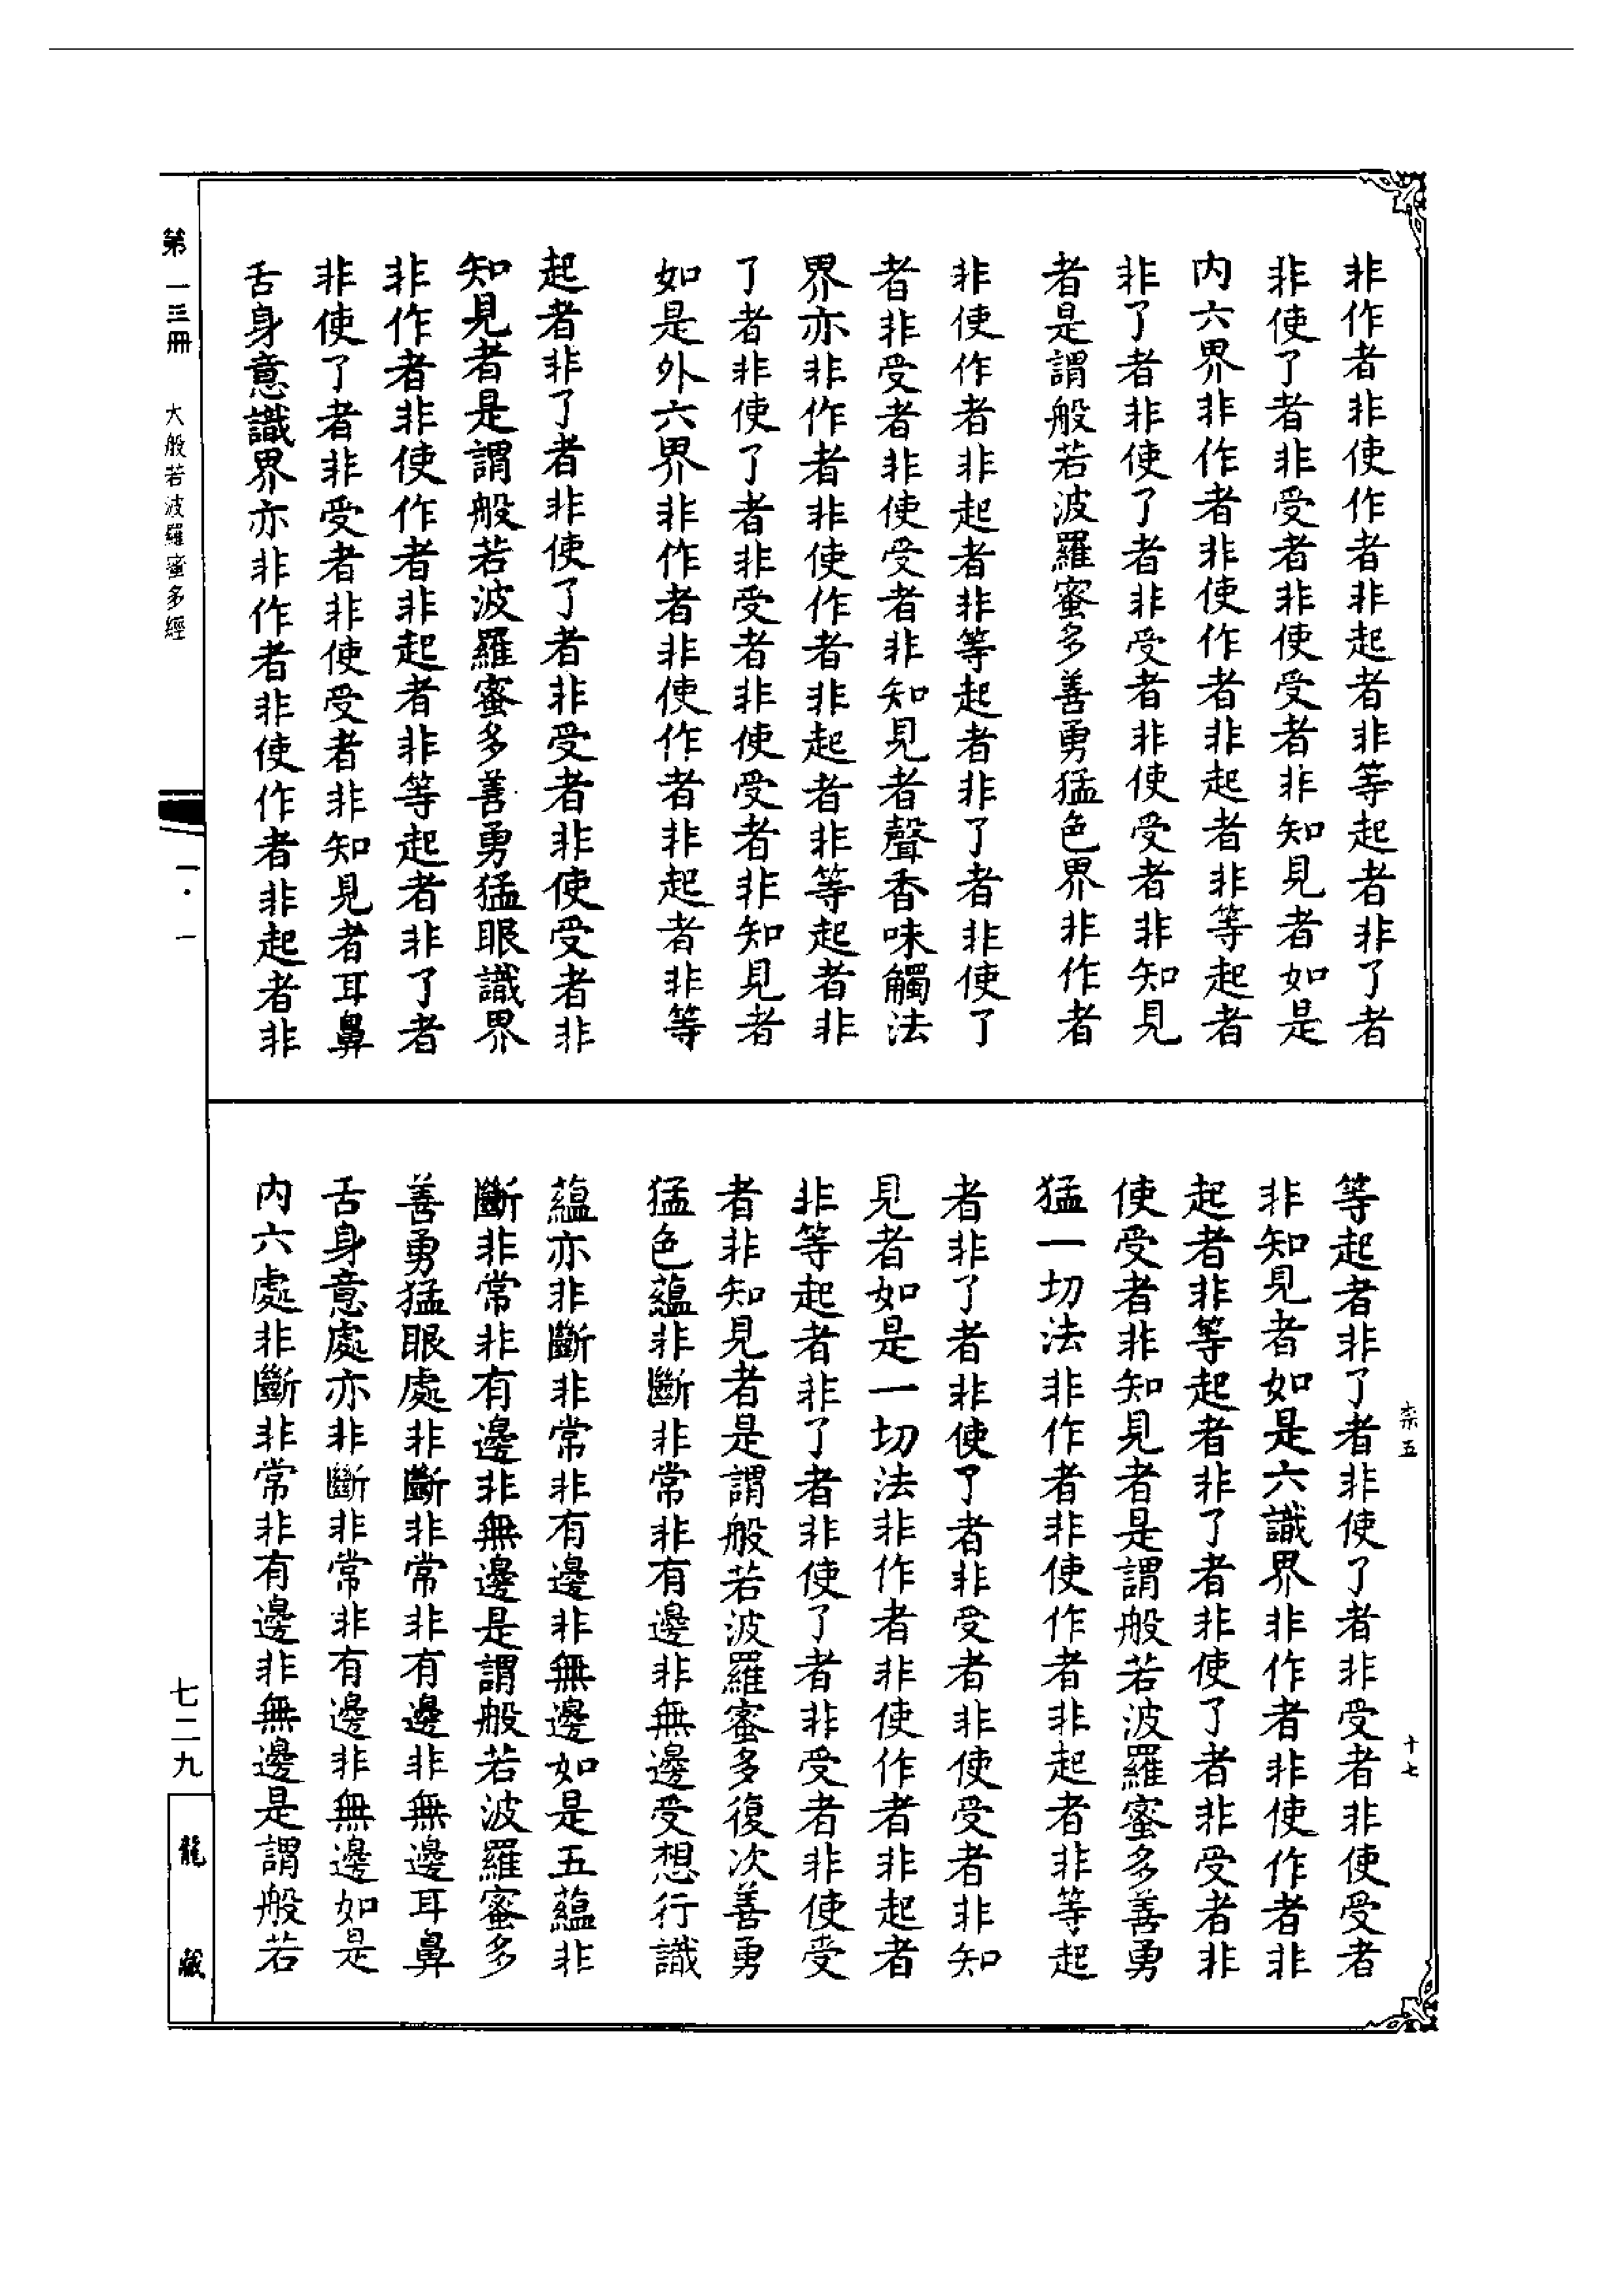 非作者非使作者非起者非等起者非了者
非使了者非受者非使受者非知見者如是
内六界非作者非使作者非起者非等起者
非了者非使了者非受者非使受者非知見
者是謂般若波羅蜜多善勇猛色界非作者
非使作者非起者非等起者非了者非使了
者非受者非使受者非知見者聲香味觸法
界亦非作者非使作者非起者非等起者非
了者非使了者非受者非使受者非知見者
如是外六界非作者非使作者非起者非等
起者非了者非使了者非受者非使受者非
知見者是謂般若波羅蜜多善勇猛眼識界
非作者非使作者非起者非等起者非了者
非使了者非受者非使受者非知見者耳鼻
舌身意識界亦非作者非使作者非起者非
等起者非了者非使了者非受者非使受者
非知見者如是六識界非作者非使作者非
起者非等起者非了者非使了者非受者非
使受者非知見者是謂般若波羅蜜多善勇
猛一切法非作者非使作者非起者非等起
者非了者非使了者非受者非使受者非知
見者如是一切法非作者非使作者非起者
非等起者非了者非使了者非受者非使受
者非知見者是謂般若波羅蜜多復次善勇
猛色蘊非斷非常非有邊非無邊受想行識
蘊亦非斷非常非有邊非無邊如是五蘊非
斷非常非有邊非無邊是謂般若波羅蜜多
善勇猛眼處非斷非常非有邊非無邊耳鼻
舌身意處亦非斷非常非有邊非無邊如是
内六處非斷非常非有邊非無邊是謂般若
柰五
十七
第一三冊
大般若波羅蜜多經
一·一
七二九
龍藏